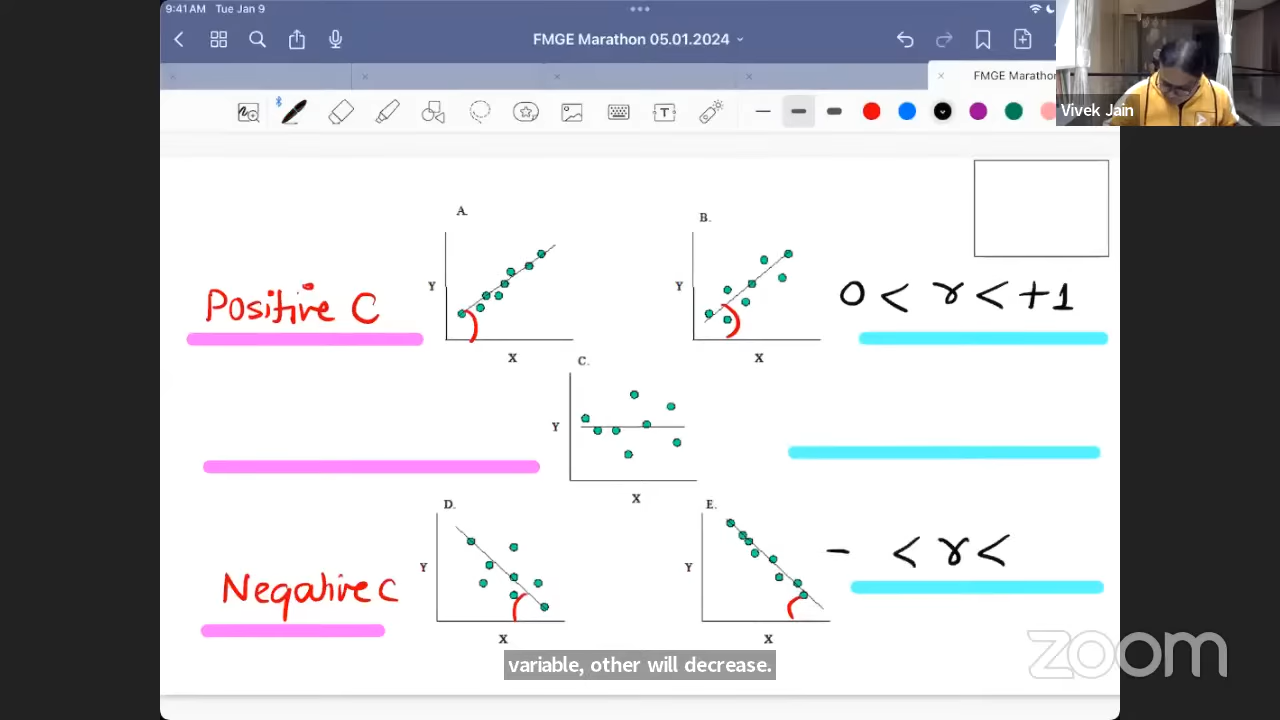 9:41 AM Tue Jan 9
FMGE Marathon 05.01.2024
FMGE Marathon
Vivek Jain
A.
B.
Y
Y
Positive C
0 < r < +1
X
X
C.
Y
X
D.
E.
Y
Y
- < r <
Negative C
X
X
variable, other will decrease.
zoom